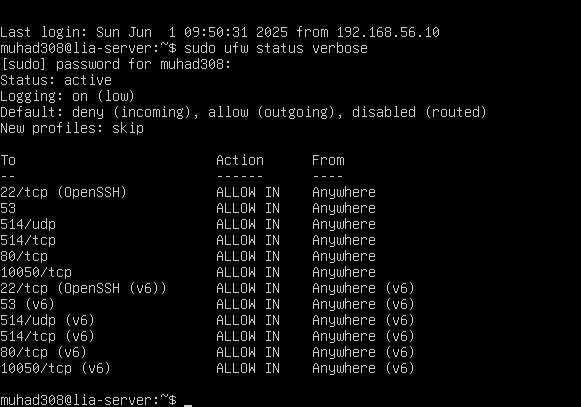 Last login: Sun Jun  1 09:50:31 2025 from 192.168.56.10
muhad308@lia-server:~$ sudo ufw status verbose
[sudo] password for muhad308:
Status: active
Logging: on (low)
Default: deny (incoming), allow (outgoing), disabled (routed)
New profiles: skip

To                         Action      From
--                         ------      ----
22/tcp (OpenSSH)           ALLOW IN    Anywhere
53                         ALLOW IN    Anywhere
514/udp                    ALLOW IN    Anywhere
514/tcp                    ALLOW IN    Anywhere
80/tcp                     ALLOW IN    Anywhere
10050/tcp                  ALLOW IN    Anywhere
22/tcp (OpenSSH (v6))      ALLOW IN    Anywhere (v6)
53 (v6)                    ALLOW IN    Anywhere (v6)
514/udp (v6)               ALLOW IN    Anywhere (v6)
514/tcp (v6)               ALLOW IN    Anywhere (v6)
80/tcp (v6)                ALLOW IN    Anywhere (v6)
10050/tcp (v6)             ALLOW IN    Anywhere (v6)

muhad308@lia-server:~$ _